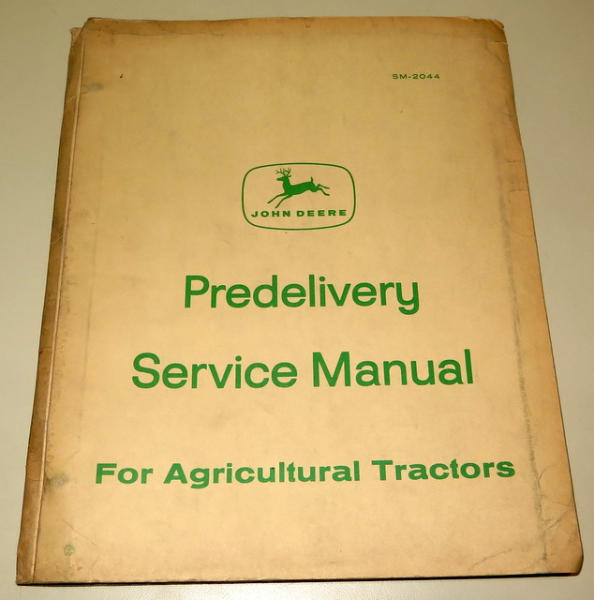 SM-2044
JOHN DEERE
Predelivery
Service Manual
For Agricultural Tractors